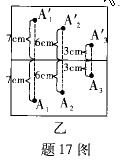 A′₁
A′₂
7cm
6cm
A′₃
3cm
7cm
6cm
3cm
A₃
A₁
A₂
乙
题 17 图